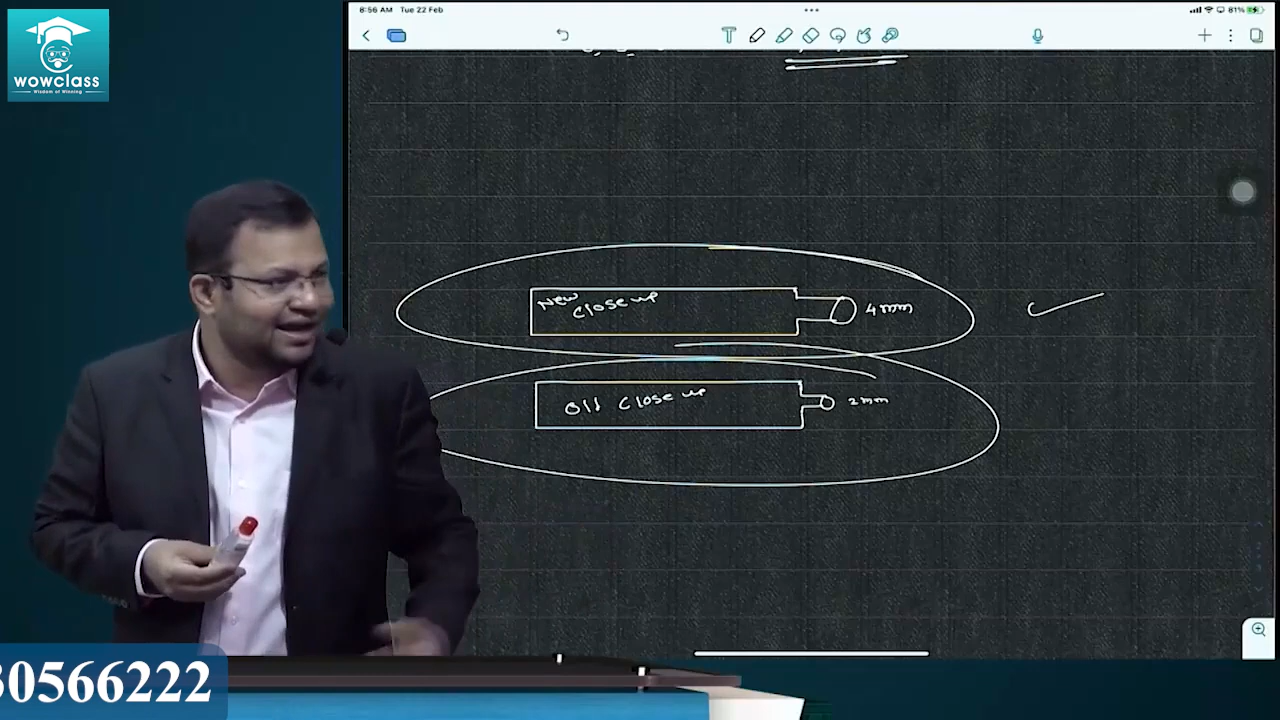 8:56 AM Tue 22 Feb
81%
wowclass
Wisdom of Winning
New
Close up
4mm
Old Close up
2mm
30566222